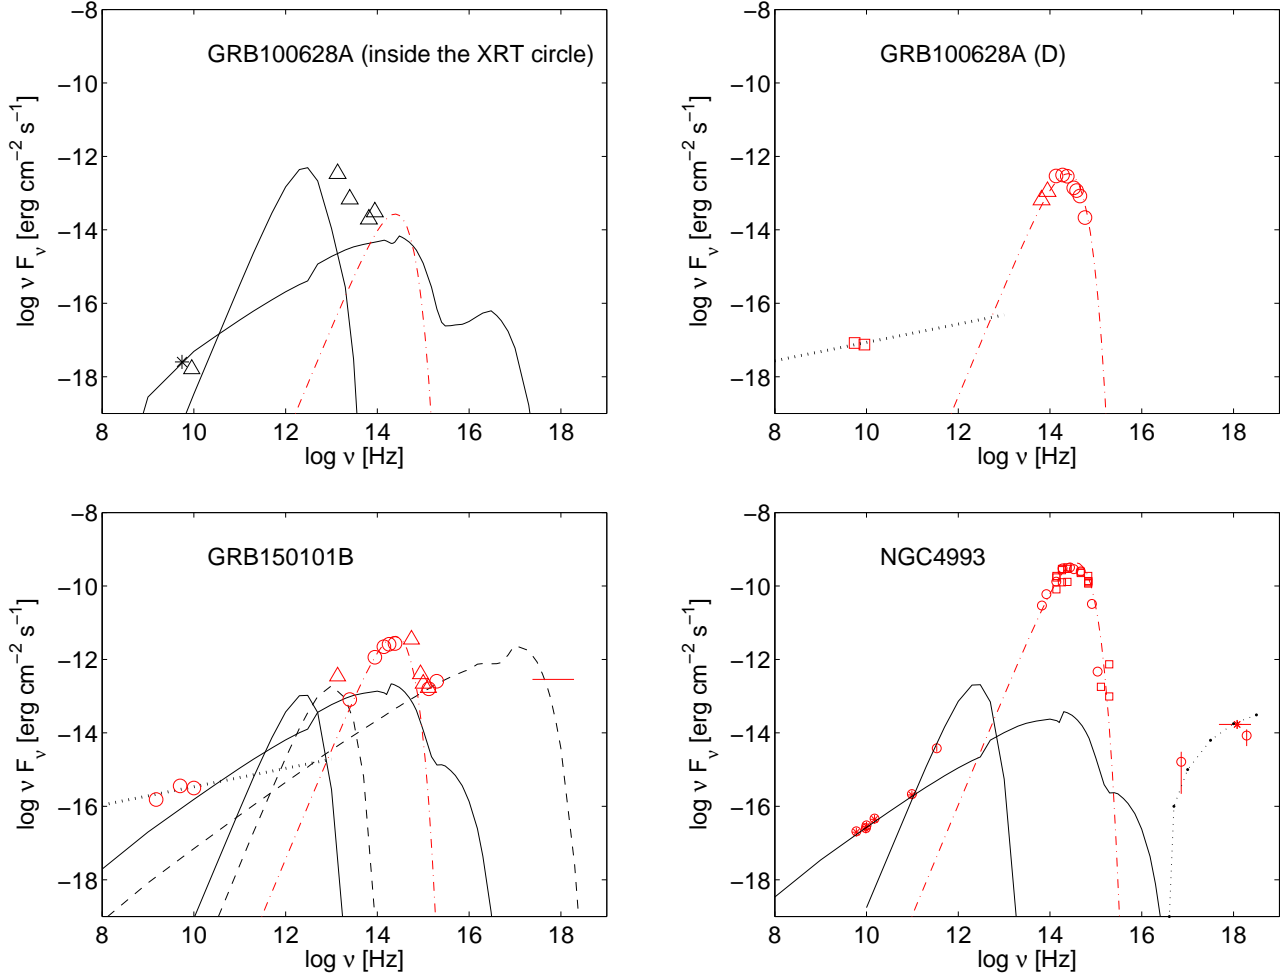 GRB100628A (inside the XRT circle)
log ν Fν [erg cm−2 s−1]
−8
−10
−12
−14
−16
−18
8 10 12 14 16 18
log ν [Hz]
GRB100628A (D)
log ν Fν [erg cm−2 s−1]
−8
−10
−12
−14
−16
−18
8 10 12 14 16 18
log ν [Hz]
GRB150101B
log ν Fν [erg cm−2 s−1]
−8
−10
−12
−14
−16
−18
8 10 12 14 16 18
log ν [Hz]
NGC4993
log ν Fν [erg cm−2 s−1]
−8
−10
−12
−14
−16
−18
8 10 12 14 16 18
log ν [Hz]